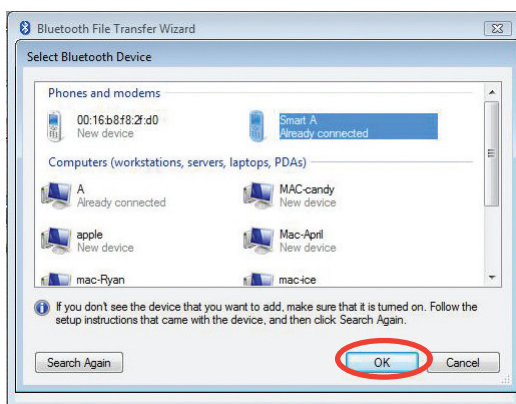 Bluetooth File Transfer Wizard
Select Bluetooth Device
Phones and modems
00:16:b8:f8:2f:d0
New device
Smart A
Already connected
Computers (workstations, servers, laptops, PDAs)
A
Already connected
MAC-candy
New device
apple
New device
Mac-April
New device
mac-Ryan
mac-ice
If you don't see the device that you want to add, make sure that it is turned on. Follow the
setup instructions that came with the device, and then click Search Again.
Search Again
OK
Cancel